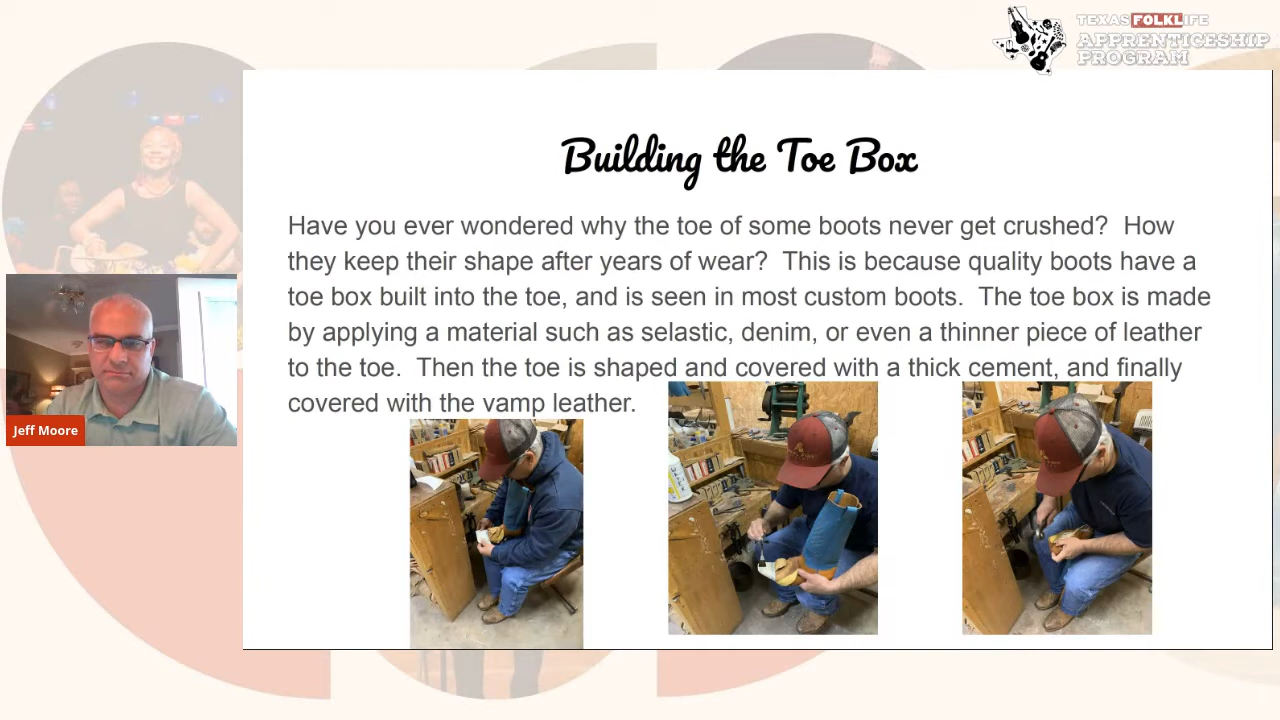 TEXAS FOLKLIFE
APPRENTICESHIP
PROGRAM
Building the Toe Box
Have you ever wondered why the toe of some boots never get crushed? How
they keep their shape after years of wear? This is because quality boots have a
toe box built into the toe, and is seen in most custom boots. The toe box is made
by applying a material such as selastic, denim, or even a thinner piece of leather
to the toe. Then the toe is shaped and covered with a thick cement, and finally
covered with the vamp leather.
Jeff Moore